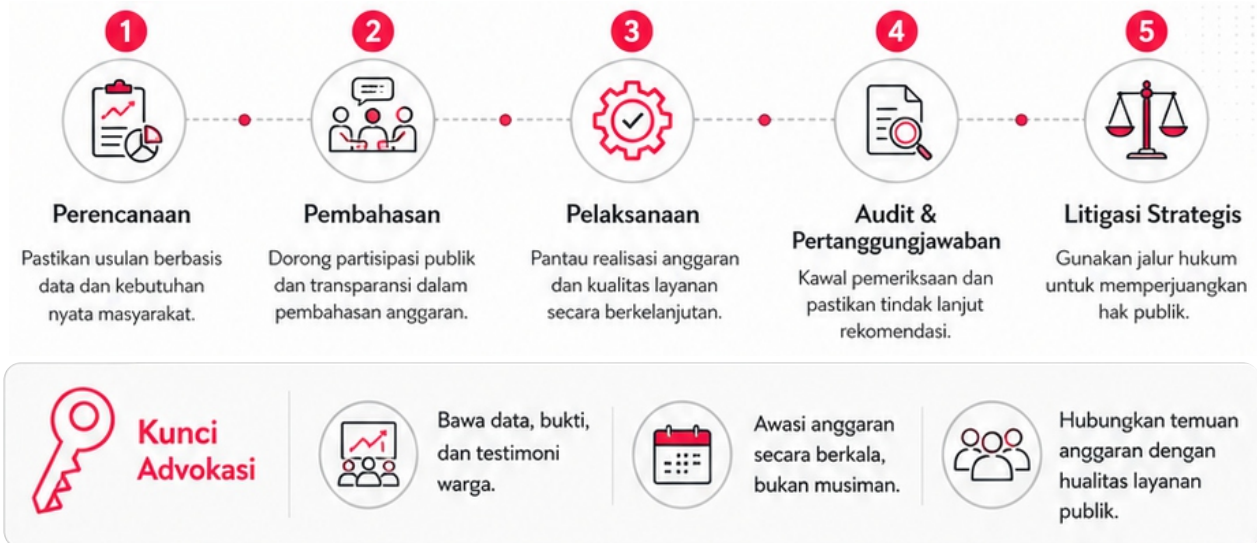 1
Perencanaan
Pastikan usulan berbasis
data dan kebutuhan
nyata masyarakat.
2
Pembahasan
Dorong partisipasi publik
dan transparansi dalam
pembahasan anggaran.
3
Pelaksanaan
Pantau realisasi anggaran
dan kualitas layanan
secara berkelanjutan.
4
Audit &
Pertanggungjawaban
Kawal pemeriksaan dan
pastikan tindak lanjut
rekomendasi.
5
Litigasi Strategis
Gunakan jalur hukum
untuk memperjuangkan
hak publik.
Kunci
Advokasi
Bawa data, bukti,
dan testimoni
warga.
Awasi anggaran
secara berkala,
bukan musiman.
Hubungkan temuan
anggaran dengan
hualitas layanan
publik.